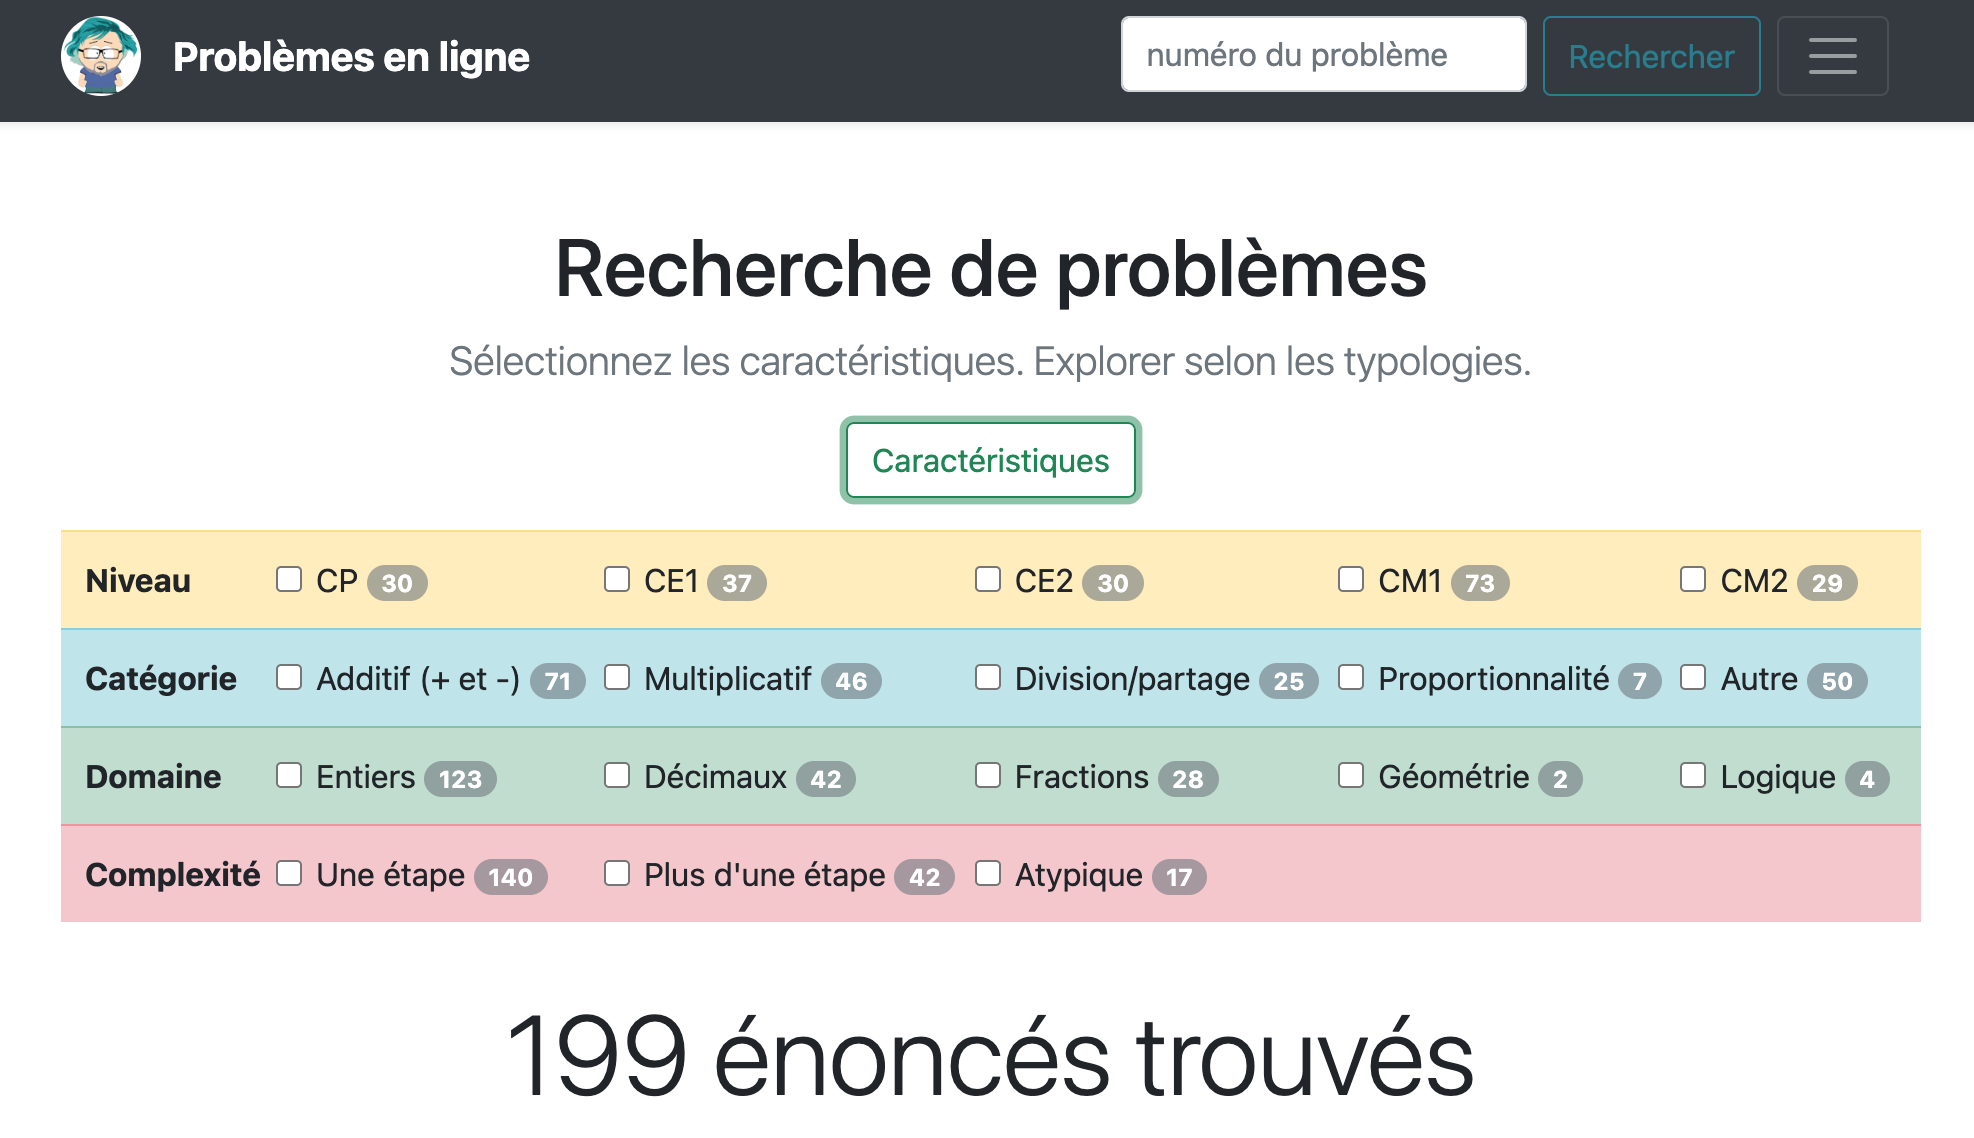 Problèmes en ligne numéro du problème Rechercher
Recherche de problèmes
Sélectionnez les caractéristiques. Explorer selon les typologies.
Caractéristiques
Niveau CP 30 CE1 37 CE2 30 CM1 73 CM2 29
Catégorie Additif (+ et -) 71 Multiplicatif 46 Division/partage 25 Proportionnalité 7 Autre 50
Domaine Entiers 123 Décimaux 42 Fractions 28 Géométrie 2 Logique 4
Complexité Une étape 140 Plus d'une étape 42 Atypique 17
199 énoncés trouvés